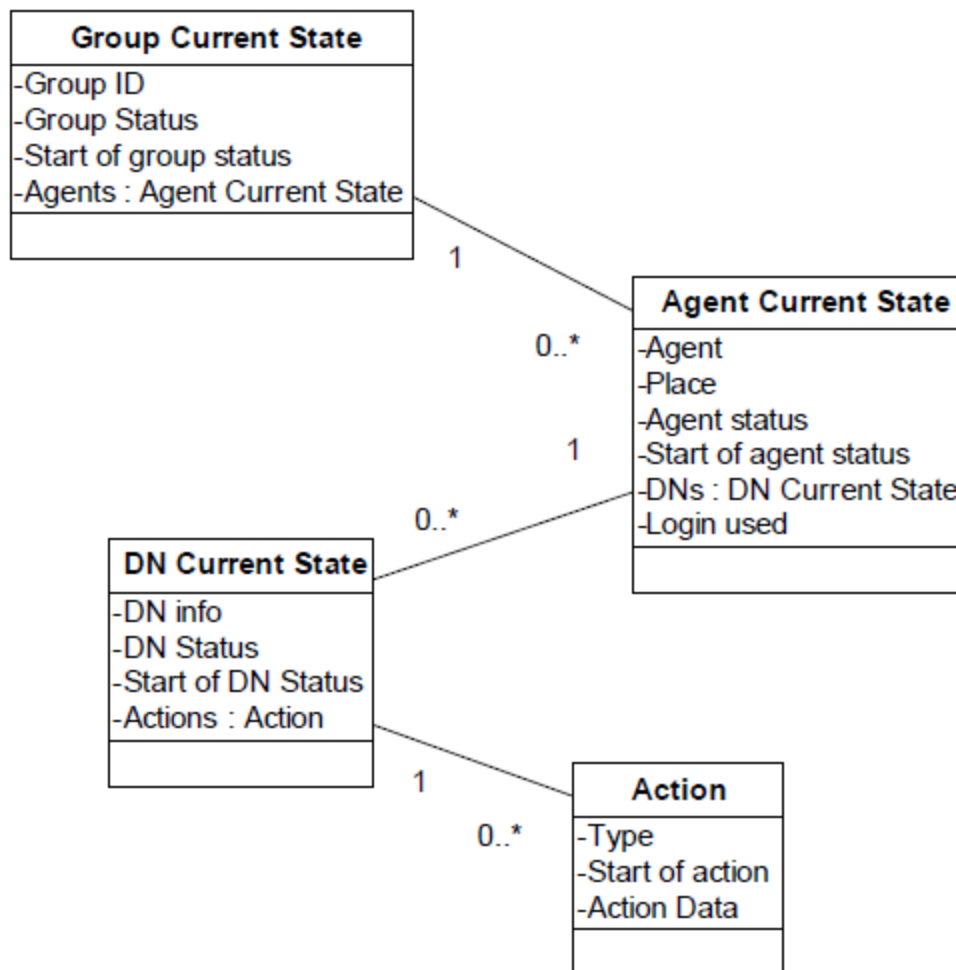 Group Current State
-Group ID
-Group Status
-Start of group status
-Agents : Agent Current State
1
0..*
Agent Current State
-Agent
-Place
-Agent status
-Start of agent status
-DNs : DN Current State
-Login used
1
0..*
DN Current State
-DN info
-DN Status
-Start of DN Status
-Actions : Action
1
0..*
Action
-Type
-Start of action
-Action Data